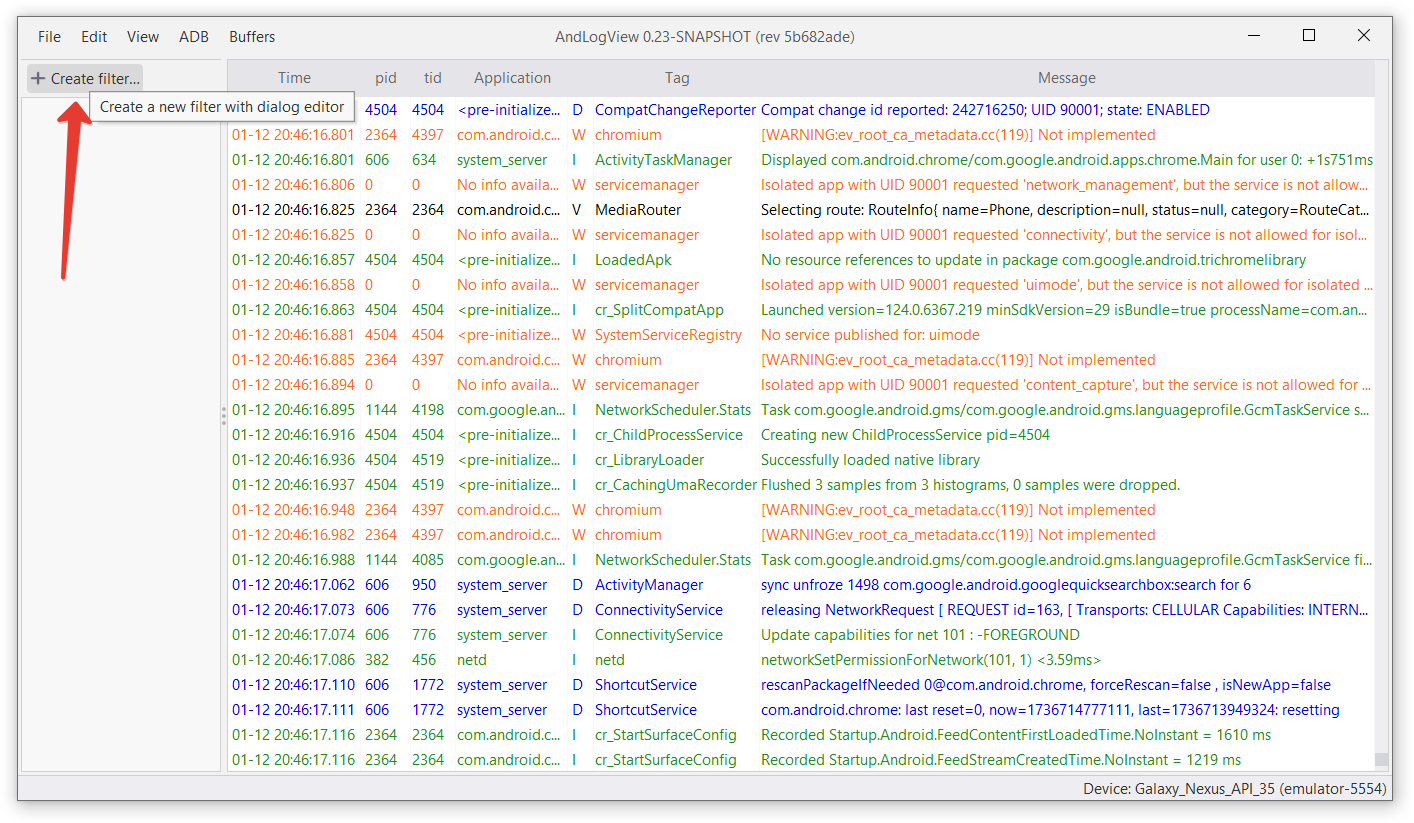 File Edit View ADB Buffers AndLogView 0.23-SNAPSHOT (rev 5b682ade)
Create filter... Time pid tid Application Tag Message
Create a new filter with dialog editor 4504 4504 <pre-initialize... D CompatChangeReporter Compat change id reported: 242716250; UID 90001; state: ENABLED
01-12 20:46:16.801 2364 4397 com.android.c... W chromium [WARNING:ev_root_ca_metadata.cc(119)] Not implemented
01-12 20:46:16.801 606 634 system_server I ActivityTaskManager Displayed com.android.chrome/com.google.android.apps.chrome.Main for user 0: +1s751ms
01-12 20:46:16.806 0 0 No info availa... W servicemanager Isolated app with UID 90001 requested 'network_management', but the service is not allow...
01-12 20:46:16.825 2364 2364 com.android.c... V MediaRouter Selecting route: RouteInfo{ name=Phone, description=null, status=null, category=RouteCat...
01-12 20:46:16.825 0 0 No info availa... W servicemanager Isolated app with UID 90001 requested 'connectivity', but the service is not allowed for isol...
01-12 20:46:16.857 4504 4504 <pre-initialize... I LoadedApk No resource references to update in package com.google.android.trichromelibrary
01-12 20:46:16.858 0 0 No info availa... W servicemanager Isolated app with UID 90001 requested 'uimode', but the service is not allowed for isolated ...
01-12 20:46:16.863 4504 4504 <pre-initialize... I cr_SplitCompatApp Launched version=124.0.6367.219 minSdkVersion=29 isBundle=true processName=com.an...
01-12 20:46:16.881 4504 4504 <pre-initialize... W SystemServiceRegistry No service published for: uimode
01-12 20:46:16.885 2364 4397 com.android.c... W chromium [WARNING:ev_root_ca_metadata.cc(119)] Not implemented
01-12 20:46:16.894 0 0 No info availa... W servicemanager Isolated app with UID 90001 requested 'content_capture', but the service is not allowed for ...
01-12 20:46:16.895 1144 4198 com.google.an... I NetworkScheduler.Stats Task com.google.android.gms/com.google.android.gms.languageprofile.GcmTaskService s...
01-12 20:46:16.916 4504 4504 <pre-initialize... I cr_ChildProcessService Creating new ChildProcessService pid=4504
01-12 20:46:16.936 4504 4519 <pre-initialize... I cr_LibraryLoader Successfully loaded native library
01-12 20:46:16.937 4504 4519 <pre-initialize... I cr_CachingUmaRecorder Flushed 3 samples from 3 histograms, 0 samples were dropped.
01-12 20:46:16.948 2364 4397 com.android.c... W chromium [WARNING:ev_root_ca_metadata.cc(119)] Not implemented
01-12 20:46:16.982 2364 4397 com.android.c... W chromium [WARNING:ev_root_ca_metadata.cc(119)] Not implemented
01-12 20:46:16.988 1144 4085 com.google.an... I NetworkScheduler.Stats Task com.google.android.gms/com.google.android.gms.languageprofile.GcmTaskService fi...
01-12 20:46:17.062 606 950 system_server D ActivityManager sync unfroze 1498 com.google.android.googlequicksearchbox:search for 6
01-12 20:46:17.073 606 776 system_server D ConnectivityService releasing NetworkRequest [ REQUEST id=163, [ Transports: CELLULAR Capabilities: INTERN...
01-12 20:46:17.074 606 776 system_server I ConnectivityService Update capabilities for net 101 : -FOREGROUND
01-12 20:46:17.086 382 456 netd I netd networkSetPermissionForNetwork(101, 1) <3.59ms>
01-12 20:46:17.110 606 1772 system_server D ShortcutService rescanPackageIfNeeded 0@com.android.chrome, forceRescan=false , isNewApp=false
01-12 20:46:17.111 606 1772 system_server D ShortcutService com.android.chrome: last reset=0, now=1736714777111, last=1736713949324: resetting
01-12 20:46:17.116 2364 2364 com.android.c... I cr_StartSurfaceConfig Recorded Startup.Android.FeedContentFirstLoadedTime.NoInstant = 1610 ms
01-12 20:46:17.116 2364 2364 com.android.c... I cr_StartSurfaceConfig Recorded Startup.Android.FeedStreamCreatedTime.NoInstant = 1219 ms
Device: Galaxy_Nexus_API_35 (emulator-5554)